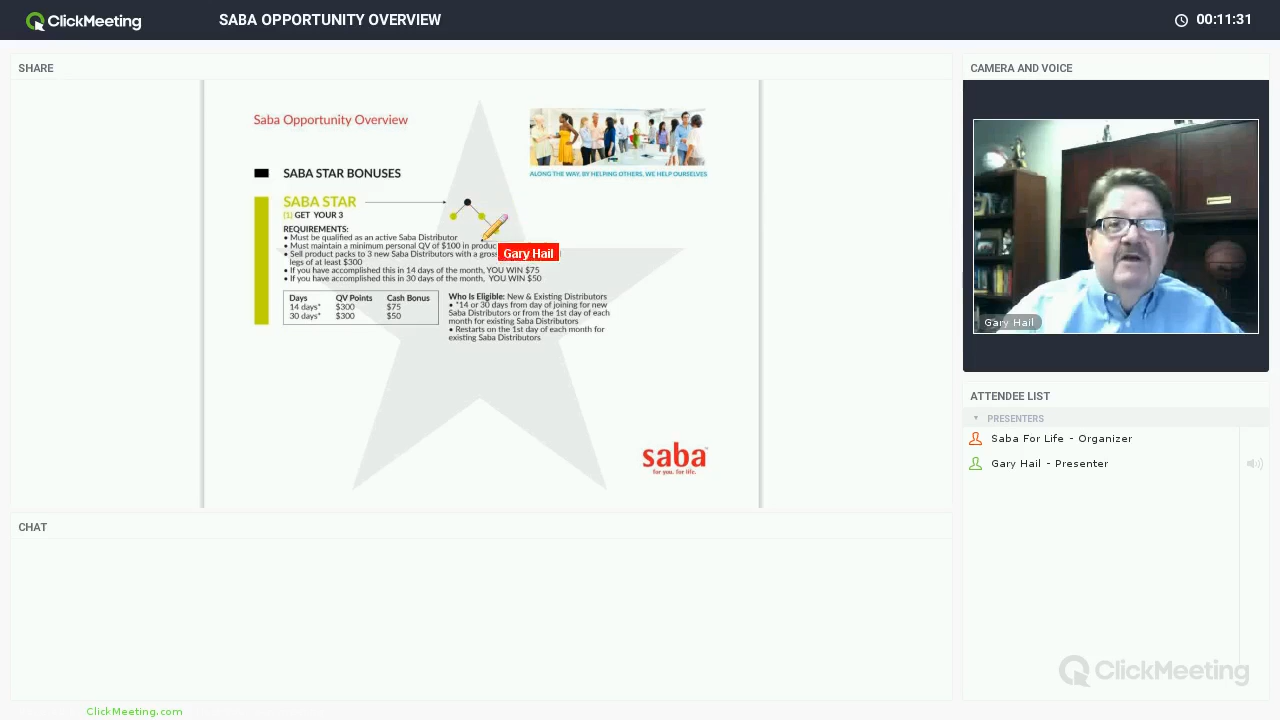 ClickMeeting
SABA OPPORTUNITY OVERVIEW
00:11:31
SHARE
Saba Opportunity Overview
ALONG THE WAY, BY HELPING OTHERS, WE HELP OURSELVES
SABA STAR BONUSES
SABA STAR
[1] GET YOUR 3
REQUIREMENTS:
• Must be qualified as an active Saba Distributor
• Must maintain a minimum personal QV of $100 in
• Sell product packs to 3 new Saba Distributors with a
legs of at least $300
• If you have accomplished this in 14 days of the month, YOU WIN $75
• If you have accomplished this in 30 days of the month, YOU WIN $50
Gary Hail
Days QV Points Cash Bonus
14 days* $300 $75
30 days* $300 $50
Who Is Eligible: New & Existing Distributors
• *14 or 30 days from day of joining for new
Saba Distributors or from the 1st day of each
month for existing Saba Distributors
• Restarts on the 1st day of each month for
existing Saba Distributors
saba
for you. for life.
CAMERA AND VOICE
Gary Hail
ATTENDEE LIST
PRESENTERS
Saba For Life - Organizer
Gary Hail - Presenter
CHAT
ClickMeeting
ClickMeeting.com